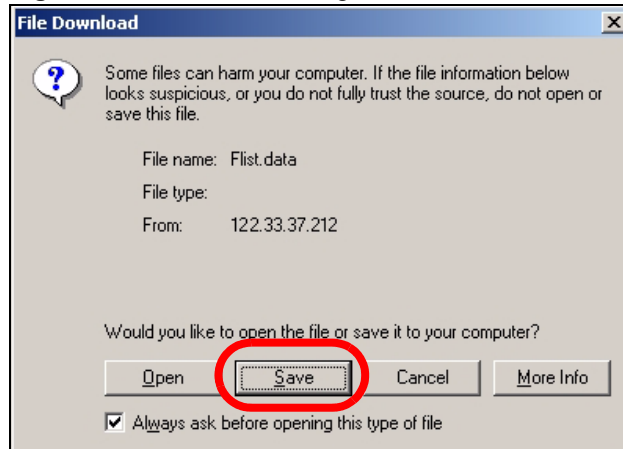 File Download
Some files can harm your computer. If the file information below
looks suspicious, or you do not fully trust the source, do not open or
save this file.
File name: Flist.data
File type:
From: 122.33.37.212
Would you like to open the file or save it to your computer?
Open Save Cancel More Info
Always ask before opening this type of file